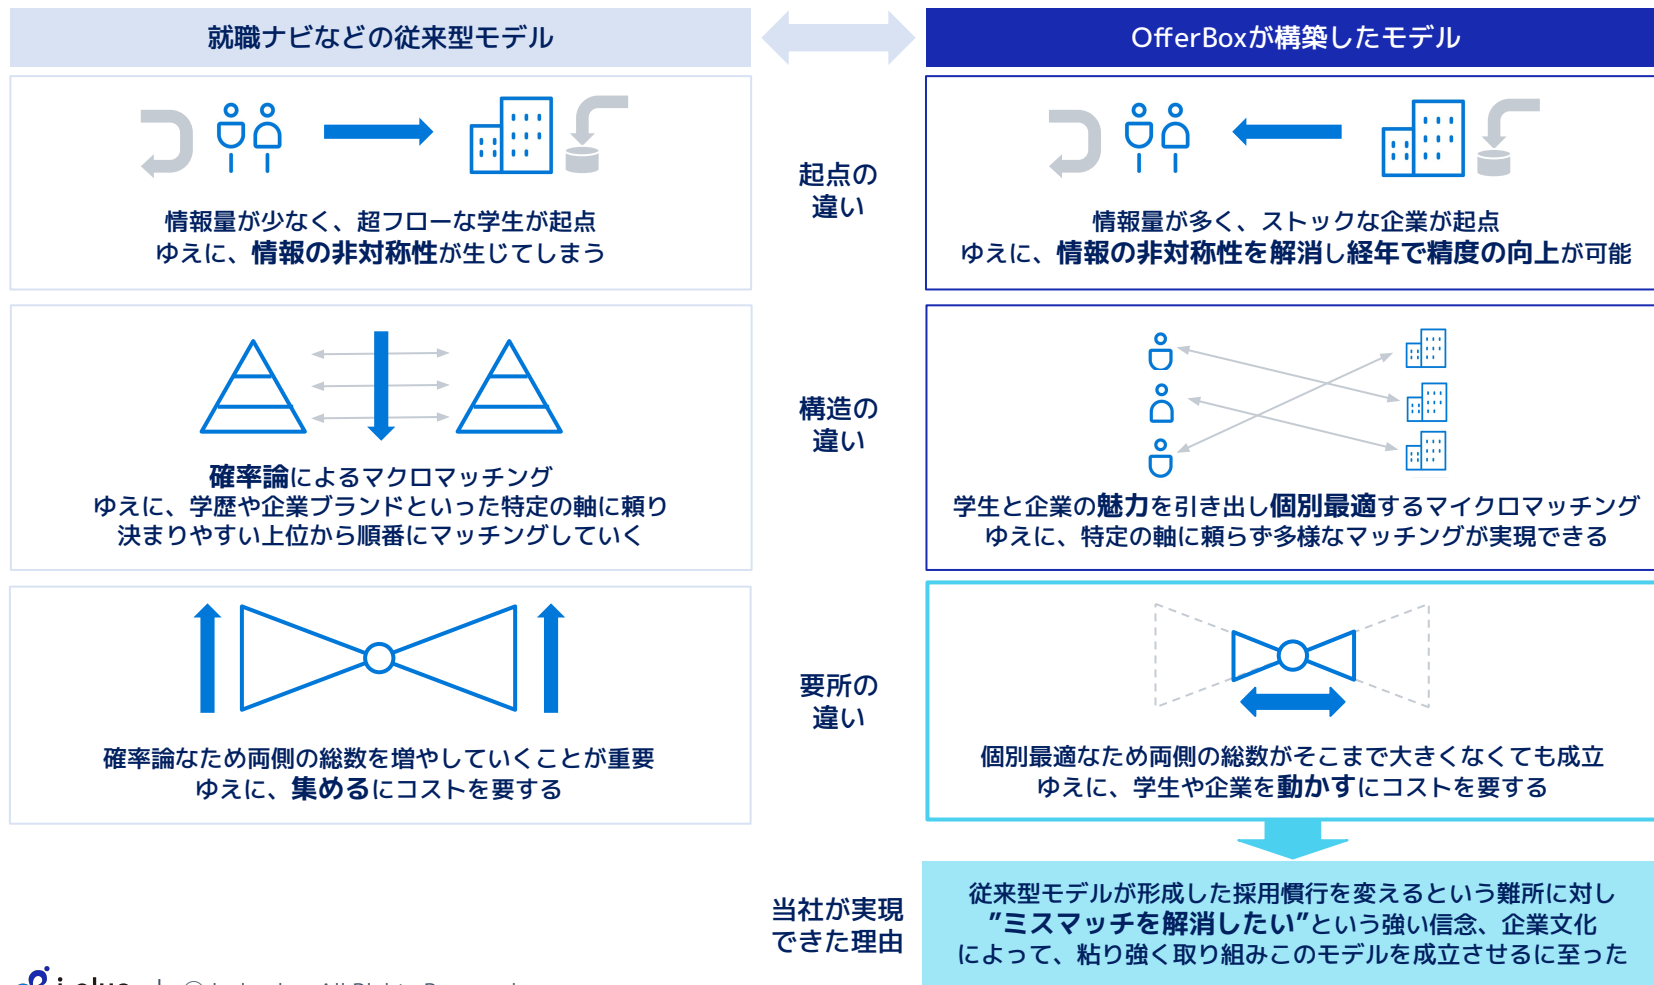 就職ナビなどの従来型モデル
OfferBoxが構築したモデル
情報量が少なく、超フローな学生が起点
ゆえに、情報の非対称性が生じてしまう
起点の
違い
情報量が多く、ストックな企業が起点
ゆえに、情報の非対称性を解消し経年で精度の向上が可能
確率論によるマクロマッチング
ゆえに、学歴や企業ブランドといった特定の軸に頼り
決まりやすい上位から順番にマッチングしていく
構造の
違い
学生と企業の魅力を引き出し個別最適するマイクロマッチング
ゆえに、特定の軸に頼らず多様なマッチングが実現できる
確率論なため両側の総数を増やしていくことが重要
ゆえに、集めるにコストを要する
要所の
違い
個別最適なため両側の総数がそこまで大きくなくても成立
ゆえに、学生や企業を動かすにコストを要する
当社が実現
できた理由
従来型モデルが形成した採用慣行を変えるという難所に対し
”ミスマッチを解消したい”という強い信念、企業文化
によって、粘り強く取り組みこのモデルを成立させるに至った